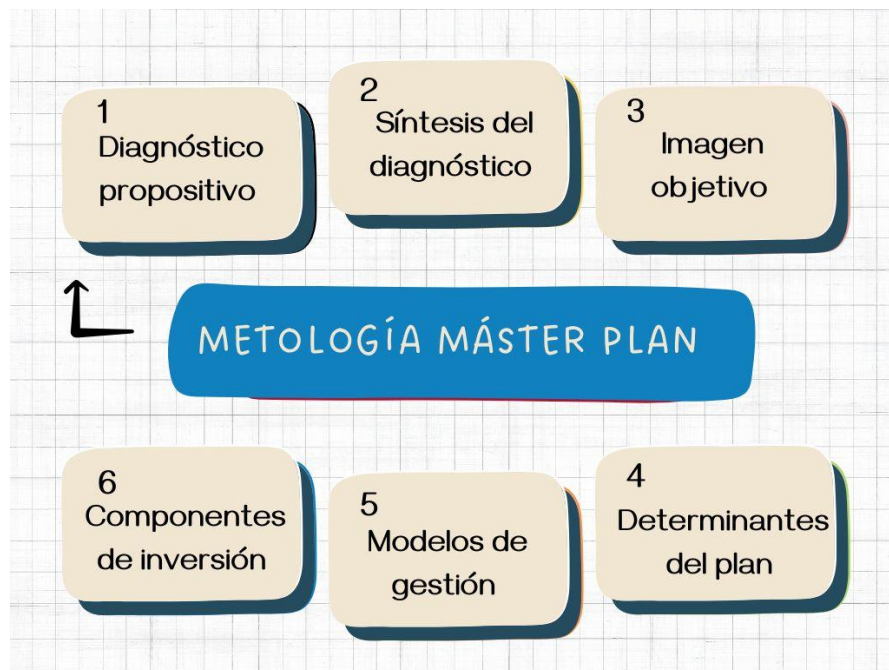 1
Diagnóstico
propositivo
2
Síntesis del
diagnóstico
3
Imagen
objetivo
METOLOGÍA MÁSTER PLAN
6
Componentes
de inversión
5
Modelos de
gestión
4
Determinantes
del plan